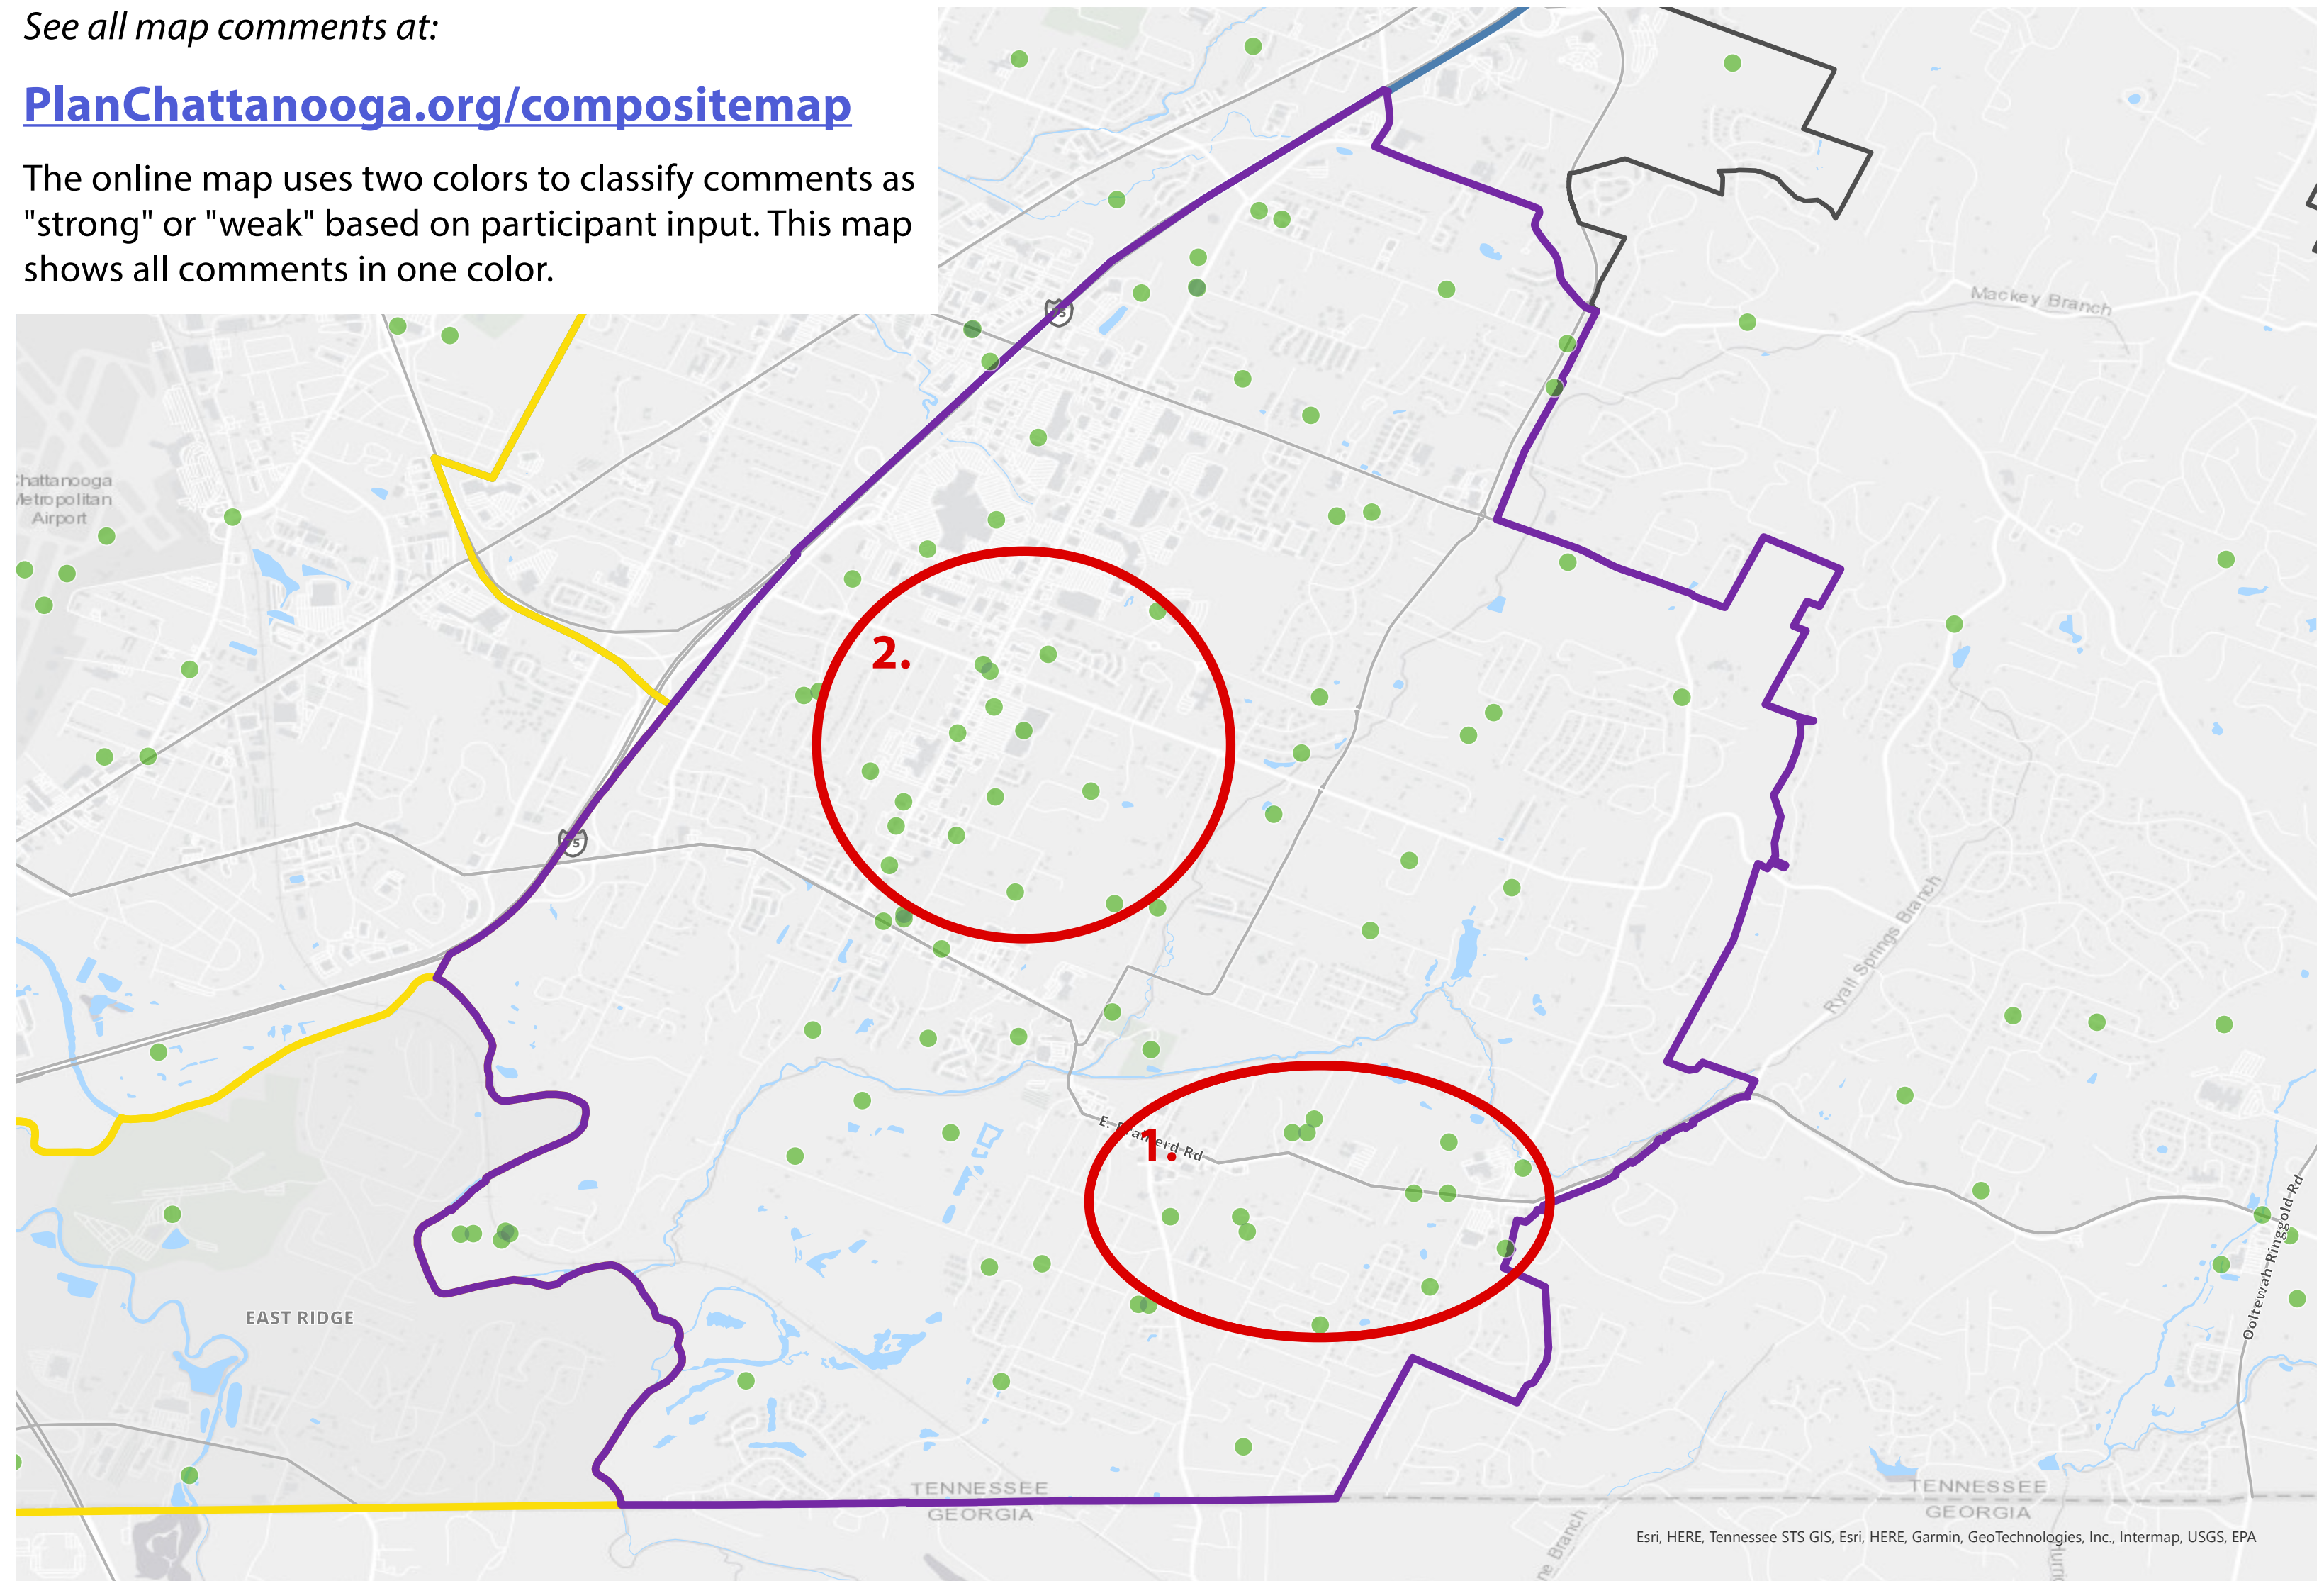 See all map comments at:
PlanChattanooga.org/compositemap
The online map uses two colors to classify comments as
"strong" or "weak" based on participant input. This map
shows all comments in one color.
Mackey Branch
Chattanooga
Metropolitan
Airport
2.
Ryall Springs Branch
E. Brainerd Rd
1.
Ooltewah-Ringgold-Rd
EAST RIDGE
TENNESSEE
GEORGIA
TENNESSEE
GEORGIA
Esri, HERE, Tennessee STS GIS, Esri, HERE, Garmin, GeoTechnologies, Inc., Intermap, USGS, EPA
Branch